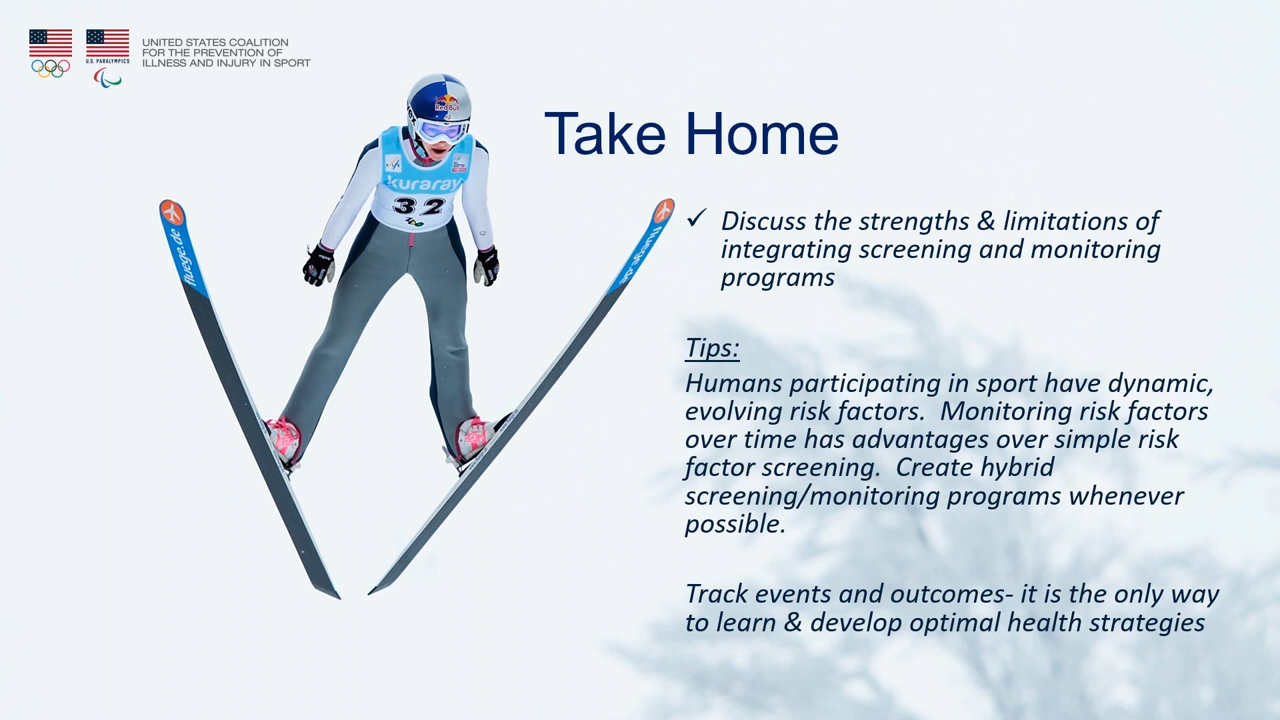 U.S. PARALYMPICS
UNITED STATES COALITION
FOR THE PREVENTION OF
ILLNESS AND INJURY IN SPORT
Take Home
Red Bull
kuraray
32
fluege.de
fluege.de
✓ Discuss the strengths & limitations of
integrating screening and monitoring
programs
Tips:
Humans participating in sport have dynamic,
evolving risk factors.  Monitoring risk factors
over time has advantages over simple risk
factor screening.  Create hybrid
screening/monitoring programs whenever
possible.
Track events and outcomes- it is the only way
to learn & develop optimal health strategies